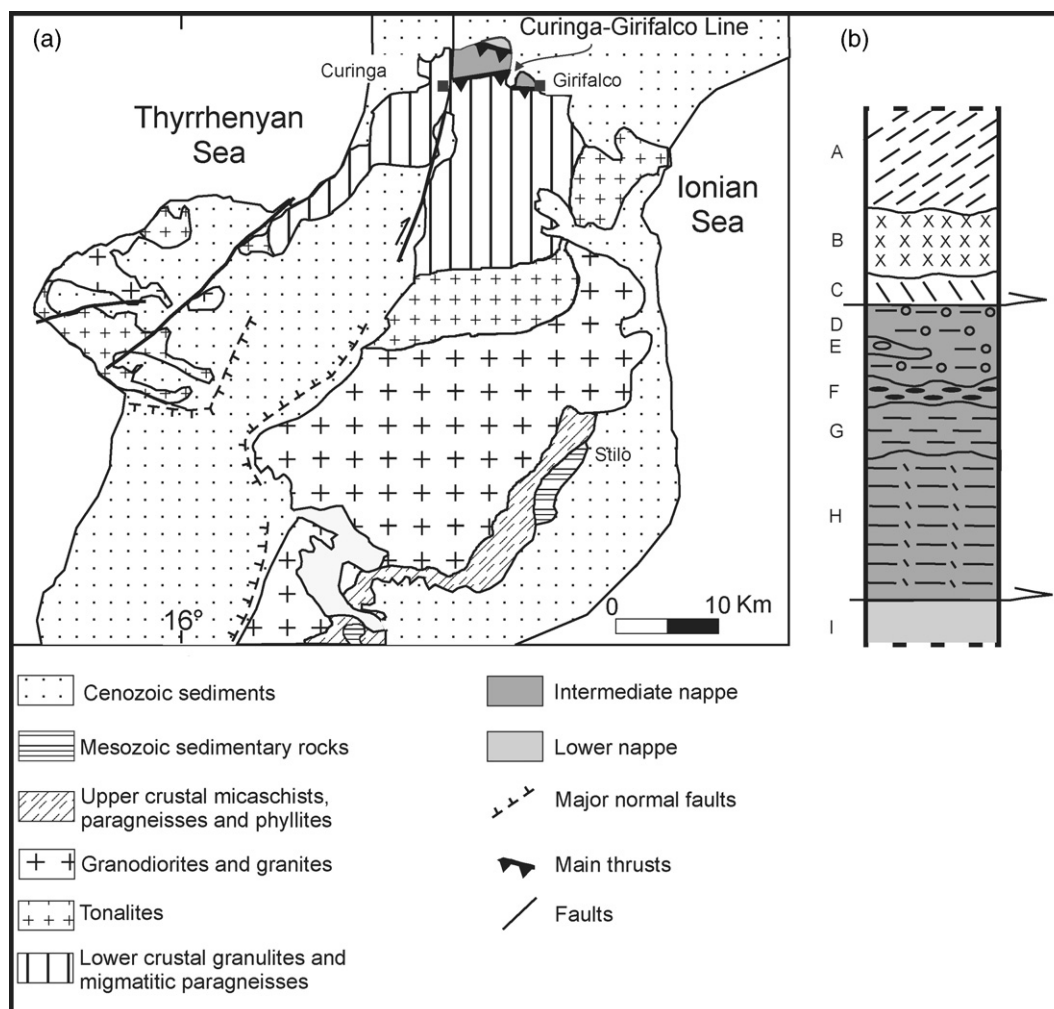 (a)
Curinga-Girifalco Line
Curinga
Girifalco
Thyrrhenyan
Sea
Ionian
Sea
Stilo
16°
0 10 Km
(b)
A
B
C
D
E
F
G
H
I
Cenozoic sediments
Mesozoic sedimentary rocks
Upper crustal micaschists,
paragneisses and phyllites
Granodiorites and granites
Tonalites
Lower crustal granulites and
migmatitic paragneisses
Intermediate nappe
Lower nappe
Major normal faults
Main thrusts
Faults